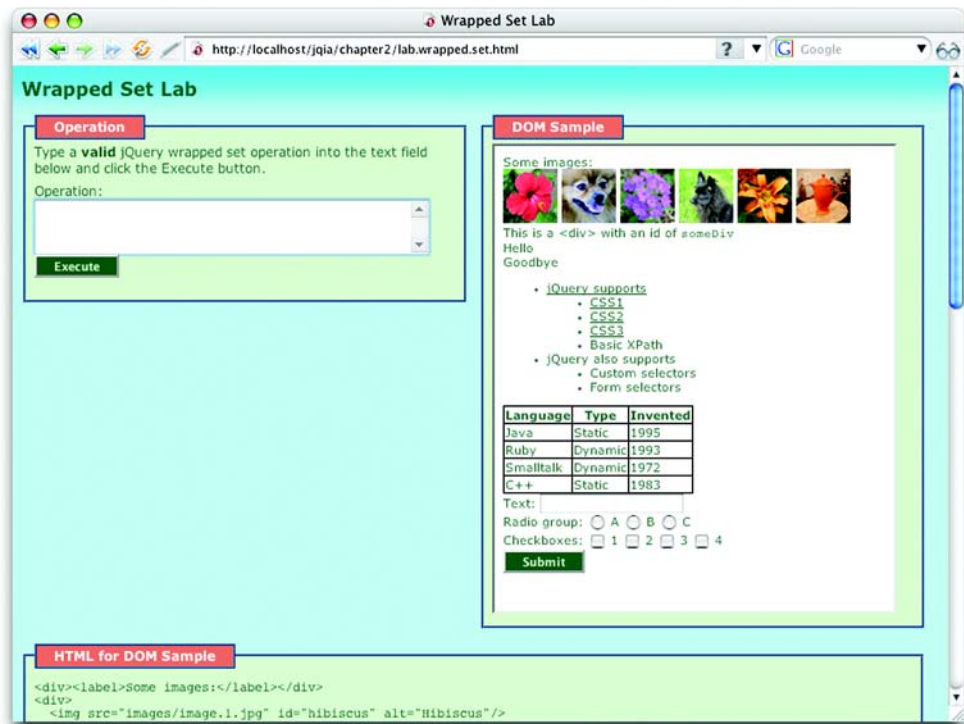 Wrapped Set Lab
http://localhost/jqia/chapter2/lab.wrapped.set.html
? Google
Wrapped Set Lab
Operation
Type a valid jQuery wrapped set operation into the text field
below and click the Execute button.
Operation:
Execute
DOM Sample
Some images:
This is a <div> with an id of someDiv
Hello
Goodbye
• jQuery supports
• CSS1
• CSS2
• CSS3
• Basic XPath
• jQuery also supports
• Custom selectors
• Form selectors
Language Type Invented
Java Static 1995
Ruby Dynamic 1993
Smalltalk Dynamic 1972
C++ Static 1983
Text:
Radio group: A B C
Checkboxes: 1 2 3 4
Submit
HTML for DOM Sample
<div><label>Some images:</label></div>
<div>
<img src="images/image.1.jpg" id="hibiscus" alt="Hibiscus"/>